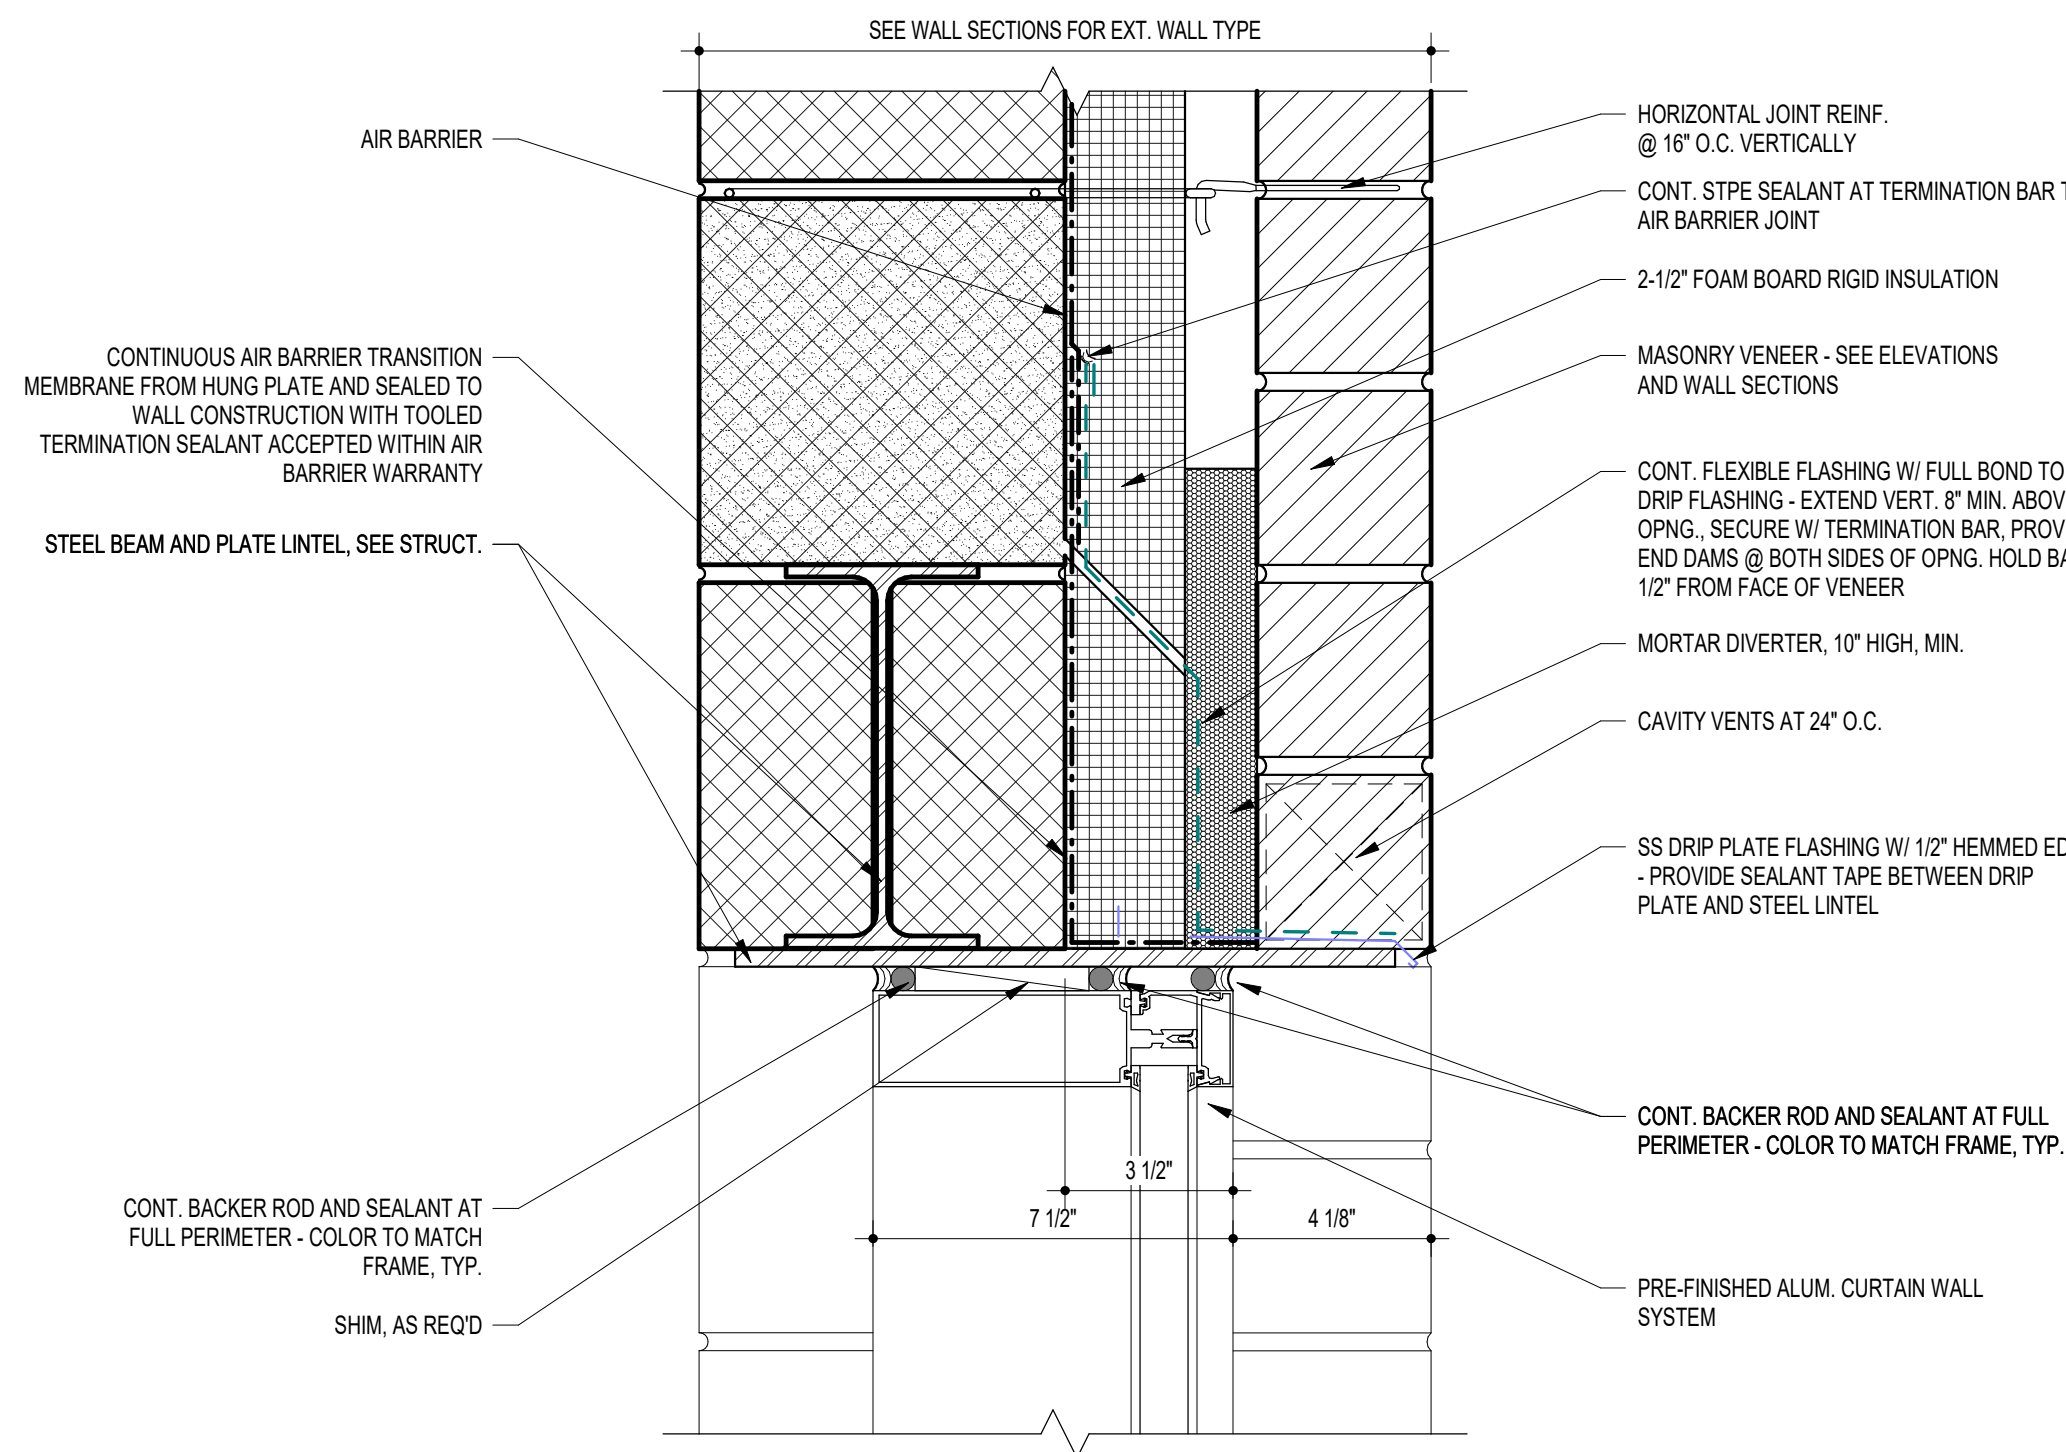 SEE WALL SECTIONS FOR EXT. WALL TYPE
AIR BARRIER
CONTINUOUS AIR BARRIER TRANSITION
MEMBRANE FROM HUNG PLATE AND SEALED TO
WALL CONSTRUCTION WITH TOOLED
TERMINATION SEALANT ACCEPTED WITHIN AIR
BARRIER WARRANTY
STEEL BEAM AND PLATE LINTEL, SEE STRUCT.
CONT. BACKER ROD AND SEALANT AT
FULL PERIMETER - COLOR TO MATCH
FRAME, TYP.
SHIM, AS REQ'D
HORIZONTAL JOINT REINF.
@ 16" O.C. VERTICALLY
CONT. STPE SEALANT AT TERMINATION BAR T
AIR BARRIER JOINT
2-1/2" FOAM BOARD RIGID INSULATION
MASONRY VENEER - SEE ELEVATIONS
AND WALL SECTIONS
CONT. FLEXIBLE FLASHING W/ FULL BOND TO
DRIP FLASHING - EXTEND VERT. 8" MIN. ABOV
OPNG., SECURE W/ TERMINATION BAR, PROV
END DAMS @ BOTH SIDES OF OPNG. HOLD BA
1/2" FROM FACE OF VENEER
MORTAR DIVERTER, 10" HIGH, MIN.
CAVITY VENTS AT 24" O.C.
SS DRIP PLATE FLASHING W/ 1/2" HEMMED ED
- PROVIDE SEALANT TAPE BETWEEN DRIP
PLATE AND STEEL LINTEL
CONT. BACKER ROD AND SEALANT AT FULL
PERIMETER - COLOR TO MATCH FRAME, TYP.
PRE-FINISHED ALUM. CURTAIN WALL
SYSTEM
3 1/2"
7 1/2"
4 1/8"